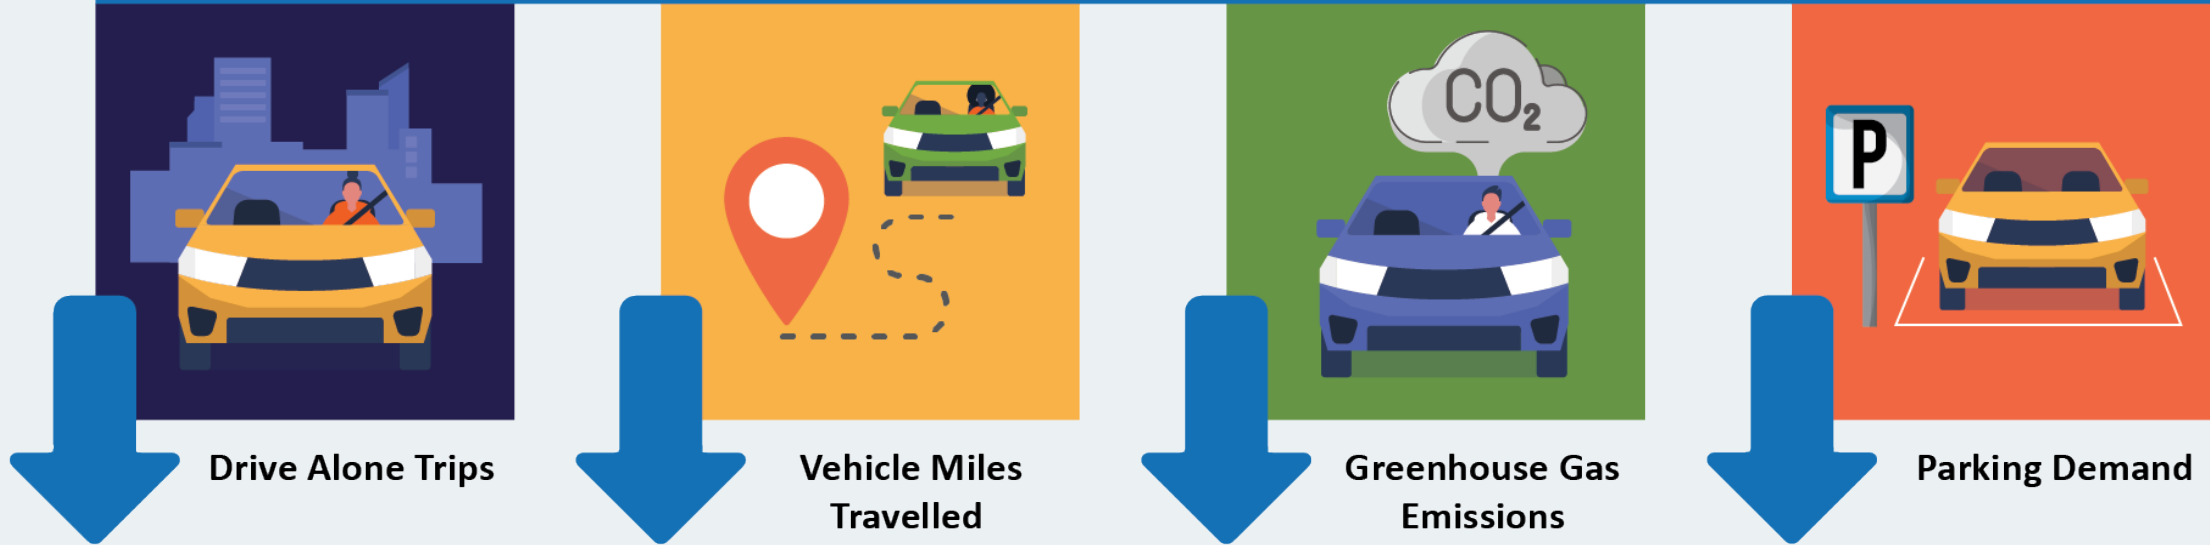 CO₂
P
Drive Alone Trips
Vehicle Miles
Travelled
Greenhouse Gas
Emissions
Parking Demand